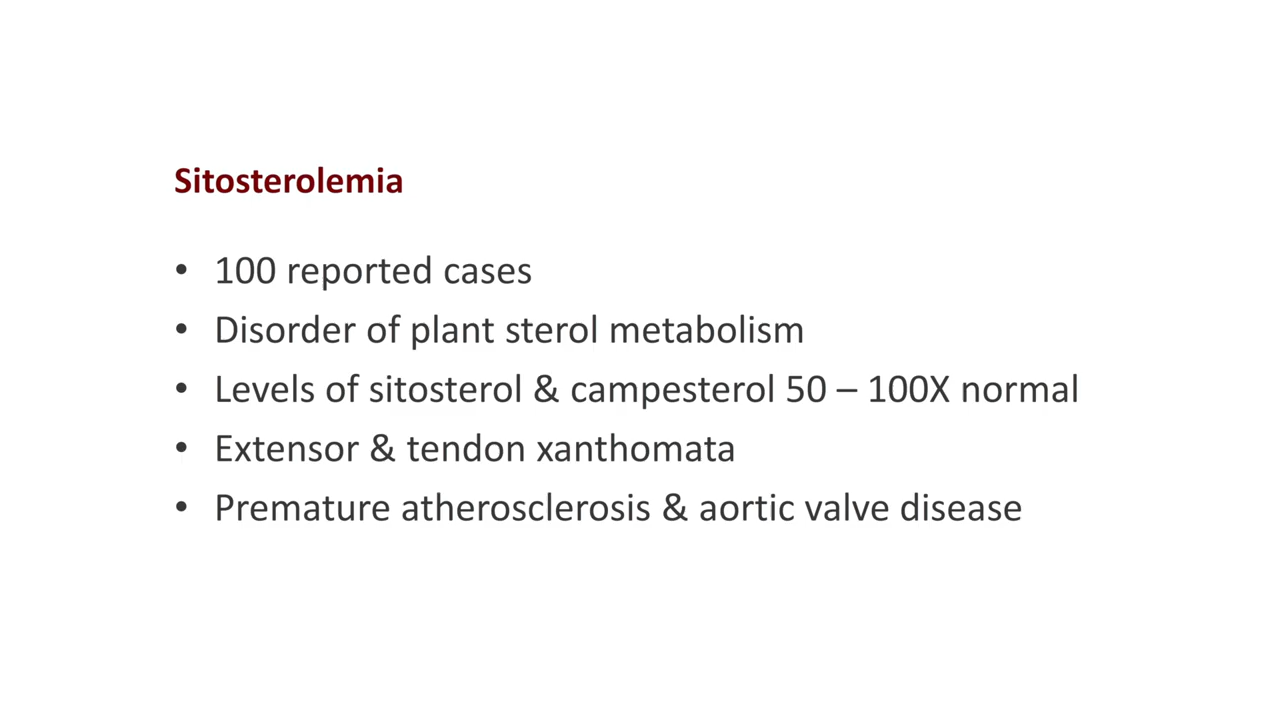 Sitosterolemia
• 100 reported cases
• Disorder of plant sterol metabolism
• Levels of sitosterol & campesterol 50 – 100X normal
• Extensor & tendon xanthomata
• Premature atherosclerosis & aortic valve disease